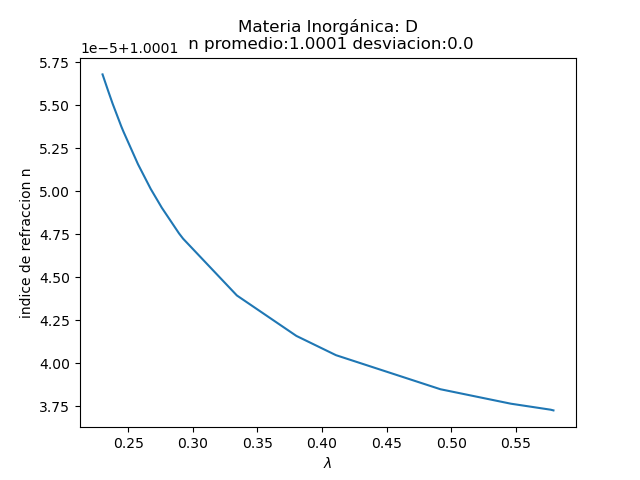 Materia Inorgánica: D
n promedio:1.0001 desviacion:0.0
1e−5+1.0001
5.75
5.50
5.25
5.00
4.75
4.50
4.25
4.00
3.75
indice de refraccion n
0.25 0.30 0.35 0.40 0.45 0.50 0.55
λ